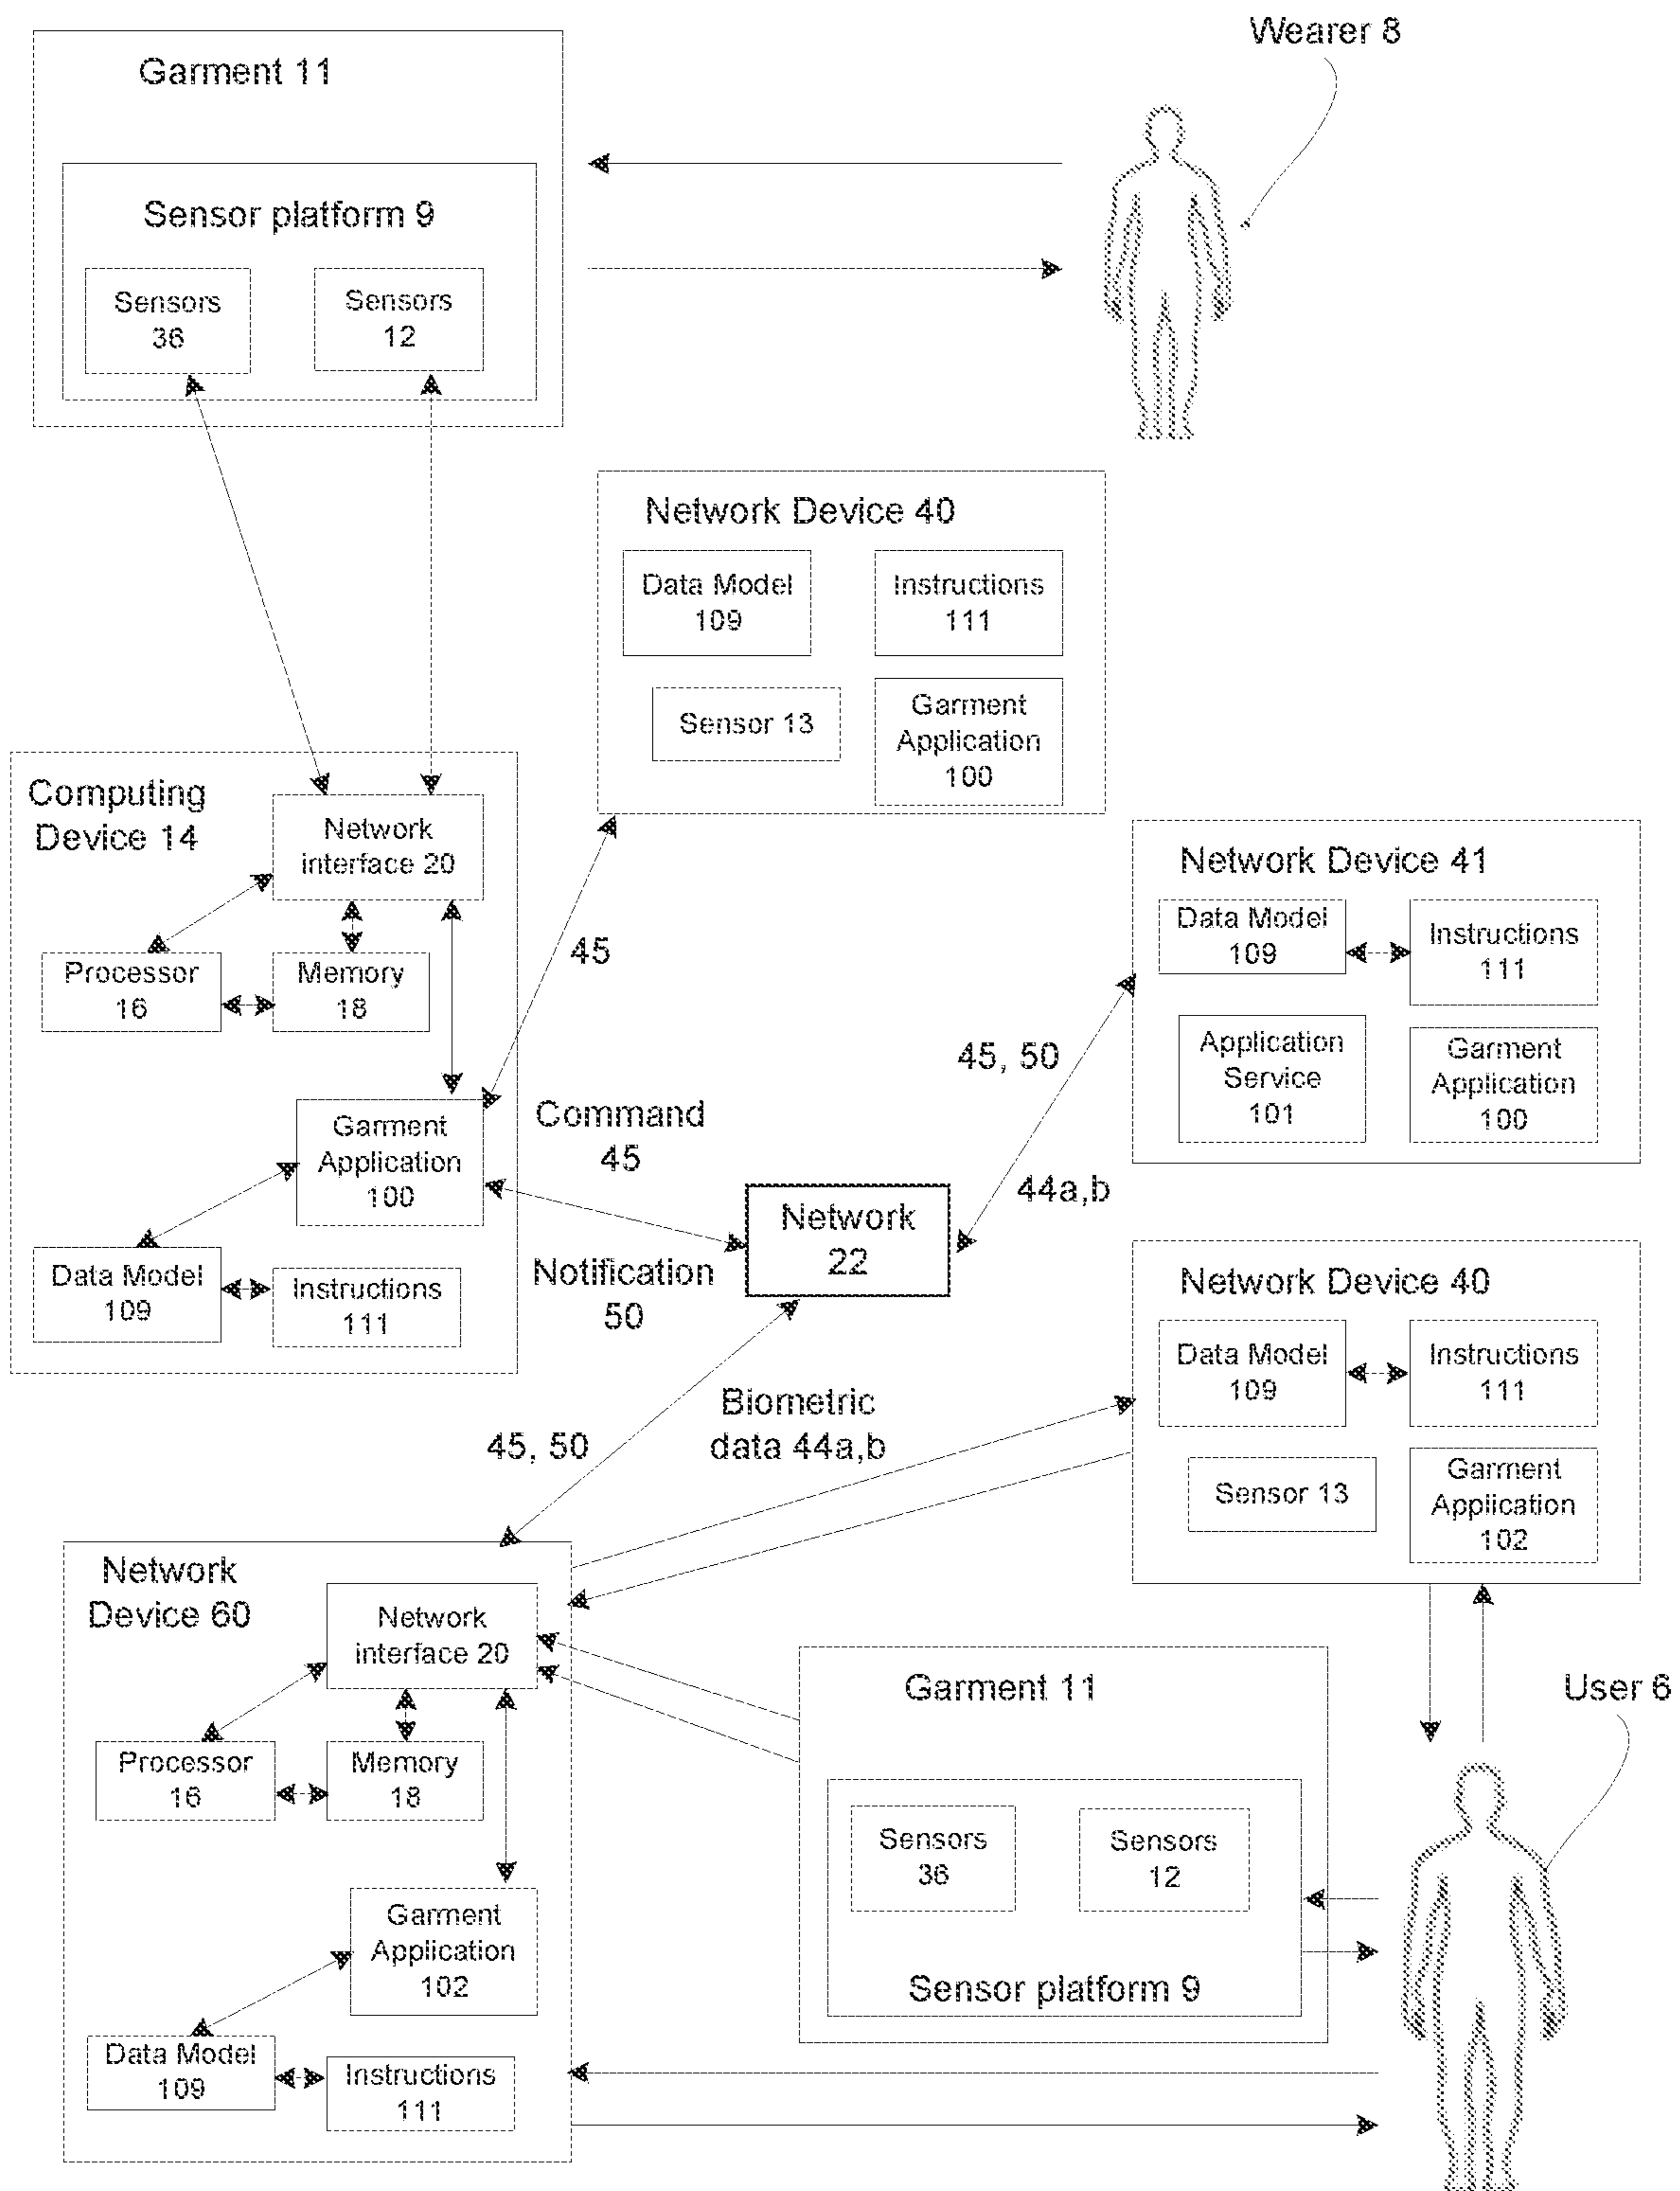 Wearer 8
Garment 11
Sensor platform 9
Sensors
36
Sensors
12
Network Device 40
Data Model
109
Instructions
111
Sensor 13
Garment
Application
100
Computing
Device 14
Network
interface 20
Processor
16
Memory
18
45
Garment
Application
100
Data Model
109
Instructions
111
Command
45
Notification
50
Network
22
45, 50
44a,b
Network Device 41
Data Model
109
Instructions
111
Application
Service
101
Garment
Application
100
Network Device 40
Data Model
109
Instructions
111
Sensor 13
Garment
Application
102
Biometric
data 44a,b
45, 50
Network
Device 60
Network
interface 20
Processor
16
Memory
18
Garment
Application
102
Data Model
109
Instructions
111
Garment 11
Sensors
36
Sensors
12
Sensor platform 9
User 6